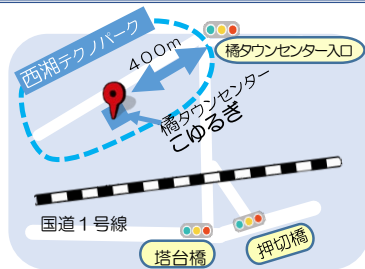 西湘テクノパーク
400m
橘タウンセンター入口
橘タウンセンター
こゆるぎ
国道1号線
塔台橋
押切橋